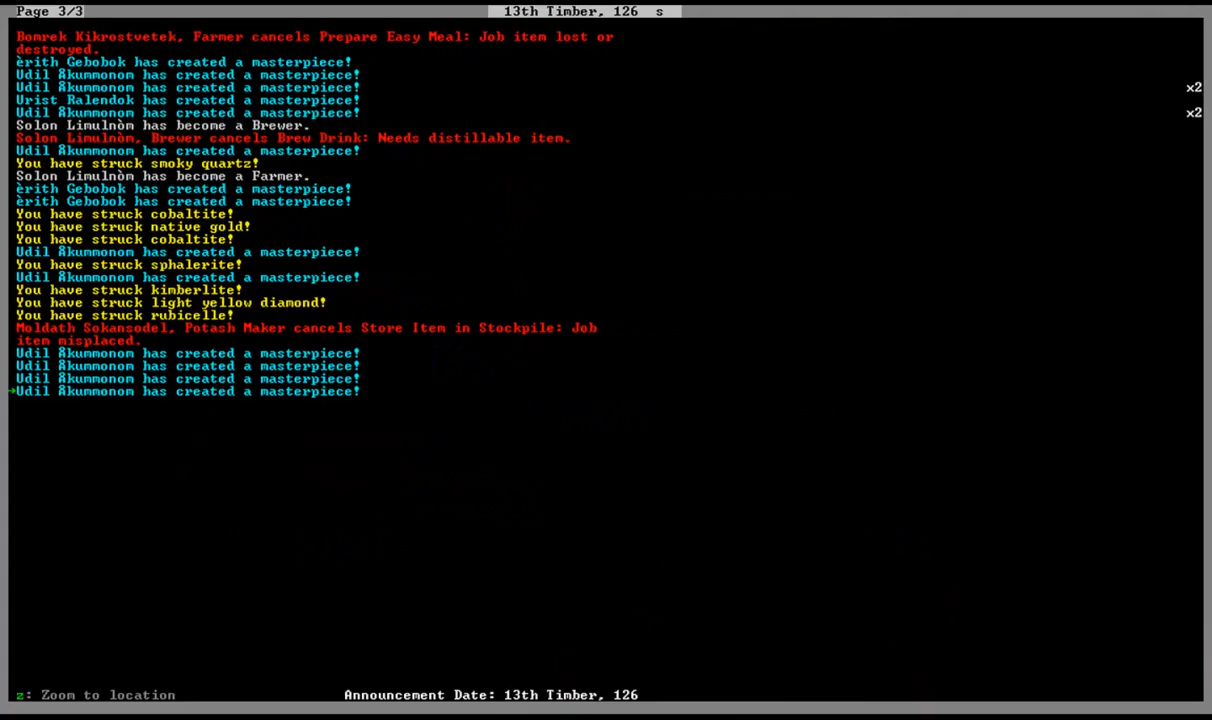 Page 3/3
13th Timber, 126 s
Bomrek Kikrostvetek, Farmer cancels Prepare Easy Meal: Job item lost or
destroyed.
èrith Gebobok has created a masterpiece!
Udil Åkummonom has created a masterpiece!
Udil Åkummonom has created a masterpiece! x2
Urist Ralendok has created a masterpiece!
Udil Åkummonom has created a masterpiece! x2
Solon Limulnòm has become a Brewer.
Solon Limulnòm, Brewer cancels Brew Drink: Needs distillable item.
Udil Åkummonom has created a masterpiece!
You have struck smoky quartz!
Solon Limulnòm has become a Farmer.
èrith Gebobok has created a masterpiece!
èrith Gebobok has created a masterpiece!
You have struck cobaltite!
You have struck native gold!
You have struck cobaltite!
Udil Åkummonom has created a masterpiece!
You have struck sphalerite!
Udil Åkummonom has created a masterpiece!
You have struck kimberlite!
You have struck light yellow diamond!
You have struck rubicelle!
Moldath Sokansodel, Potash Maker cancels Store Item in Stockpile: Job
item misplaced.
Udil Åkummonom has created a masterpiece!
Udil Åkummonom has created a masterpiece!
Udil Åkummonom has created a masterpiece!
→Udil Åkummonom has created a masterpiece!
z: Zoom to location
Announcement Date: 13th Timber, 126